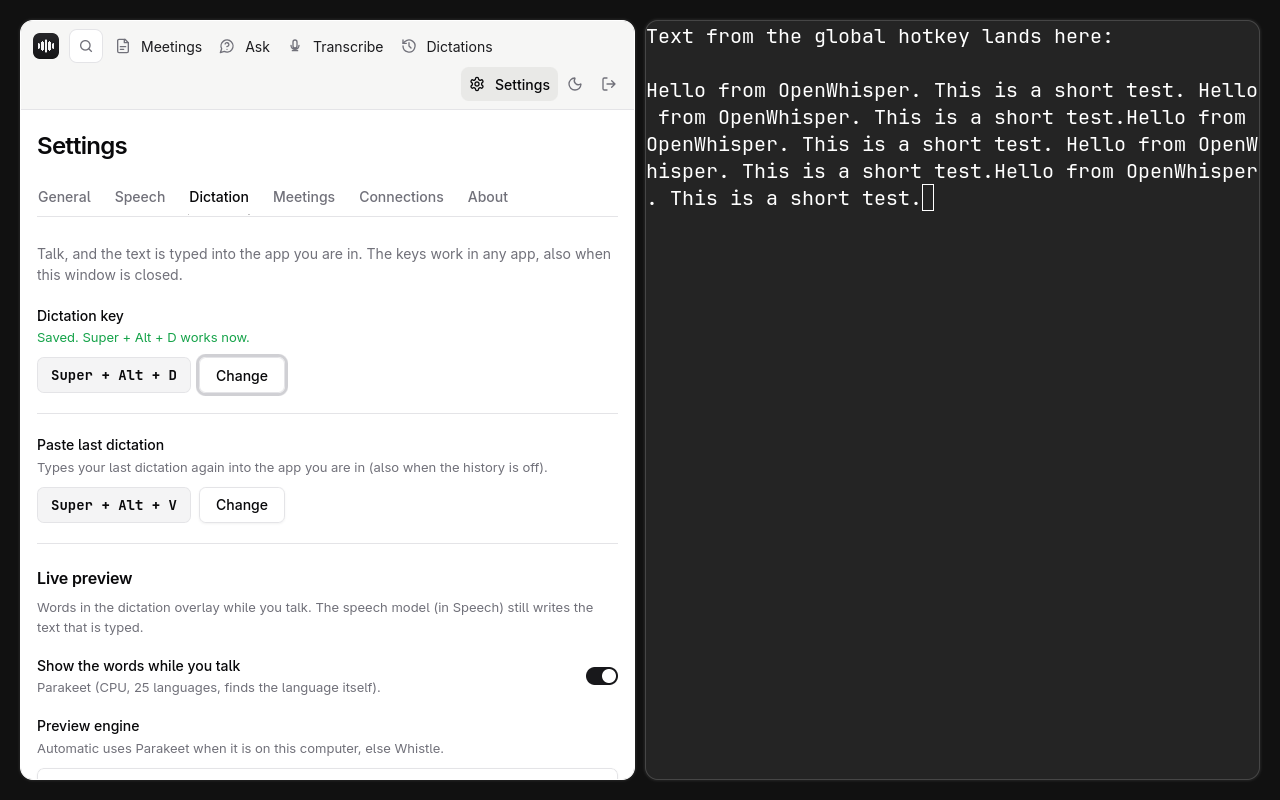 Meetings
Ask
Transcribe
Dictations
Settings
Settings
General
Speech
Dictation
Meetings
Connections
About
Talk, and the text is typed into the app you are in. The keys work in any app, also when
this window is closed.
Dictation key
Saved. Super + Alt + D works now.
Super + Alt + D
Change
Paste last dictation
Types your last dictation again into the app you are in (also when the history is off).
Super + Alt + V
Change
Live preview
Words in the dictation overlay while you talk. The speech model (in Speech) still writes the
text that is typed.
Show the words while you talk
Parakeet (CPU, 25 languages, finds the language itself).
Preview engine
Automatic uses Parakeet when it is on this computer, else Whistle.
Text from the global hotkey lands here:
Hello from OpenWhisper. This is a short test. Hello
 from OpenWhisper. This is a short test.Hello from
OpenWhisper. This is a short test. Hello from OpenW
hisper. This is a short test.Hello from OpenWhisper
. This is a short test.